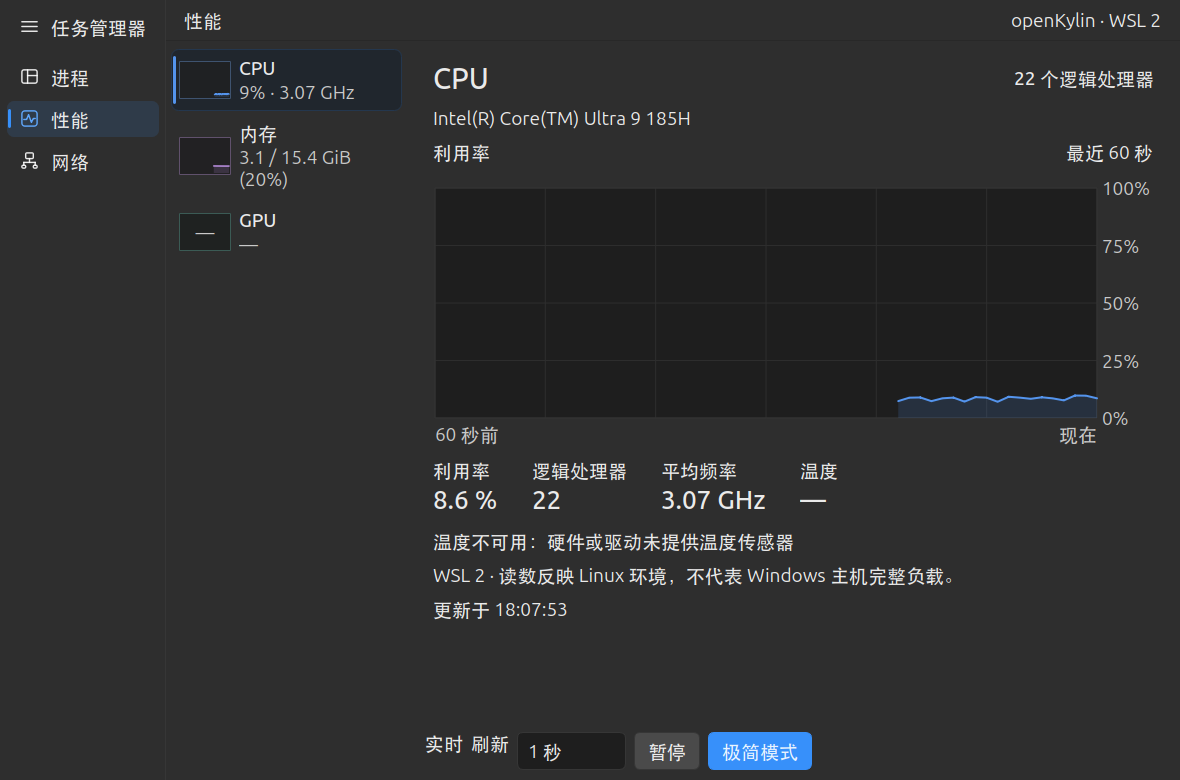 任务管理器
进程
性能
网络
性能
openKylin · WSL 2
CPU
9% · 3.07 GHz
内存
3.1 / 15.4 GiB
(20%)
GPU
—
—
CPU
22 个逻辑处理器
Intel(R) Core(TM) Ultra 9 185H
利用率
最近 60 秒
100%
75%
50%
25%
0%
60 秒前
现在
利用率
8.6 %
逻辑处理器
22
平均频率
3.07 GHz
温度
—
温度不可用：硬件或驱动未提供温度传感器
WSL 2 · 读数反映 Linux 环境，不代表 Windows 主机完整负载。
更新于 18:07:53
实时 刷新 1 秒 暂停 极简模式